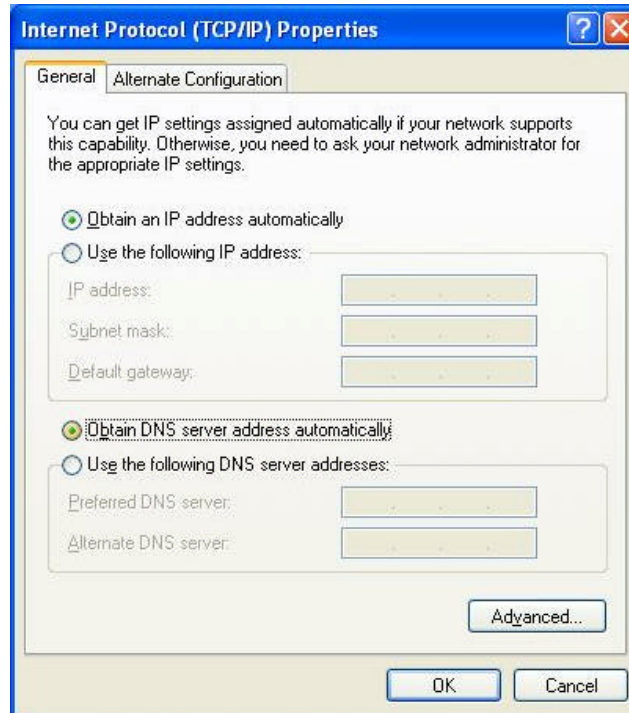 Internet Protocol (TCP/IP) Properties
General
Alternate Configuration
You can get IP settings assigned automatically if your network supports
this capability. Otherwise, you need to ask your network administrator for
the appropriate IP settings.
Obtain an IP address automatically
Use the following IP address:
IP address:
Subnet mask:
Default gateway:
Obtain DNS server address automatically
Use the following DNS server addresses:
Preferred DNS server:
Alternate DNS server:
Advanced...
OK
Cancel